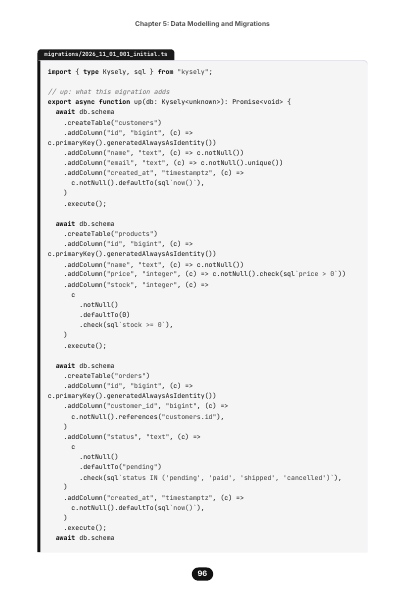 Chapter 5: Data Modelling and Migrations
migrations/2026_11_01_001_initial.ts
import { type Kysely, sql } from "kysely";

// up: what this migration adds
export async function up(db: Kysely<unknown>): Promise<void> {
  await db.schema
    .createTable("customers")
    .addColumn("id", "bigint", (c) =>
c.primaryKey().generatedAlwaysAsIdentity())
    .addColumn("name", "text", (c) => c.notNull())
    .addColumn("email", "text", (c) => c.notNull().unique())
    .addColumn("created_at", "timestamptz", (c) =>
      c.notNull().defaultTo(sql`now()`),
    )
    .execute();

  await db.schema
    .createTable("products")
    .addColumn("id", "bigint", (c) =>
c.primaryKey().generatedAlwaysAsIdentity())
    .addColumn("name", "text", (c) => c.notNull())
    .addColumn("price", "integer", (c) => c.notNull().check(sql`price > 0`))
    .addColumn("stock", "integer", (c) =>
      c
        .notNull()
        .defaultTo(0)
        .check(sql`stock >= 0`),
    )
    .execute();

  await db.schema
    .createTable("orders")
    .addColumn("id", "bigint", (c) =>
c.primaryKey().generatedAlwaysAsIdentity())
    .addColumn("customer_id", "bigint", (c) =>
      c.notNull().references("customers.id"),
    )
    .addColumn("status", "text", (c) =>
      c
        .notNull()
        .defaultTo("pending")
        .check(sql`status IN ('pending', 'paid', 'shipped', 'cancelled')`),
    )
    .addColumn("created_at", "timestamptz", (c) =>
      c.notNull().defaultTo(sql`now()`),
    )
    .execute();
  await db.schema
96